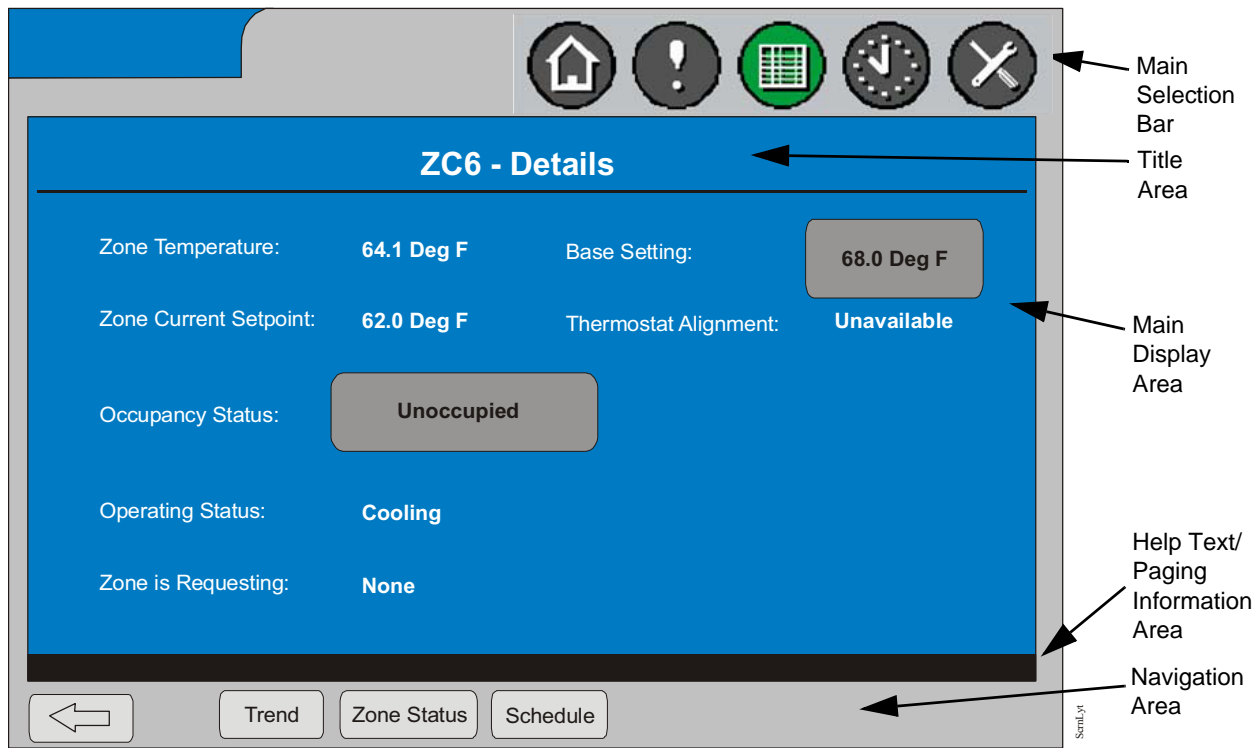 Main
Selection
Bar
ZC6 - Details
Title
Area
Zone Temperature: 64.1 Deg F Base Setting: 68.0 Deg F
Zone Current Setpoint: 62.0 Deg F Thermostat Alignment: Unavailable
Main
Display
Area
Occupancy Status: Unoccupied
Operating Status: Cooling
Zone is Requesting: None
Help Text/
Paging
Information
Area
Trend Zone Status Schedule
Navigation
Area
ScrnLyt